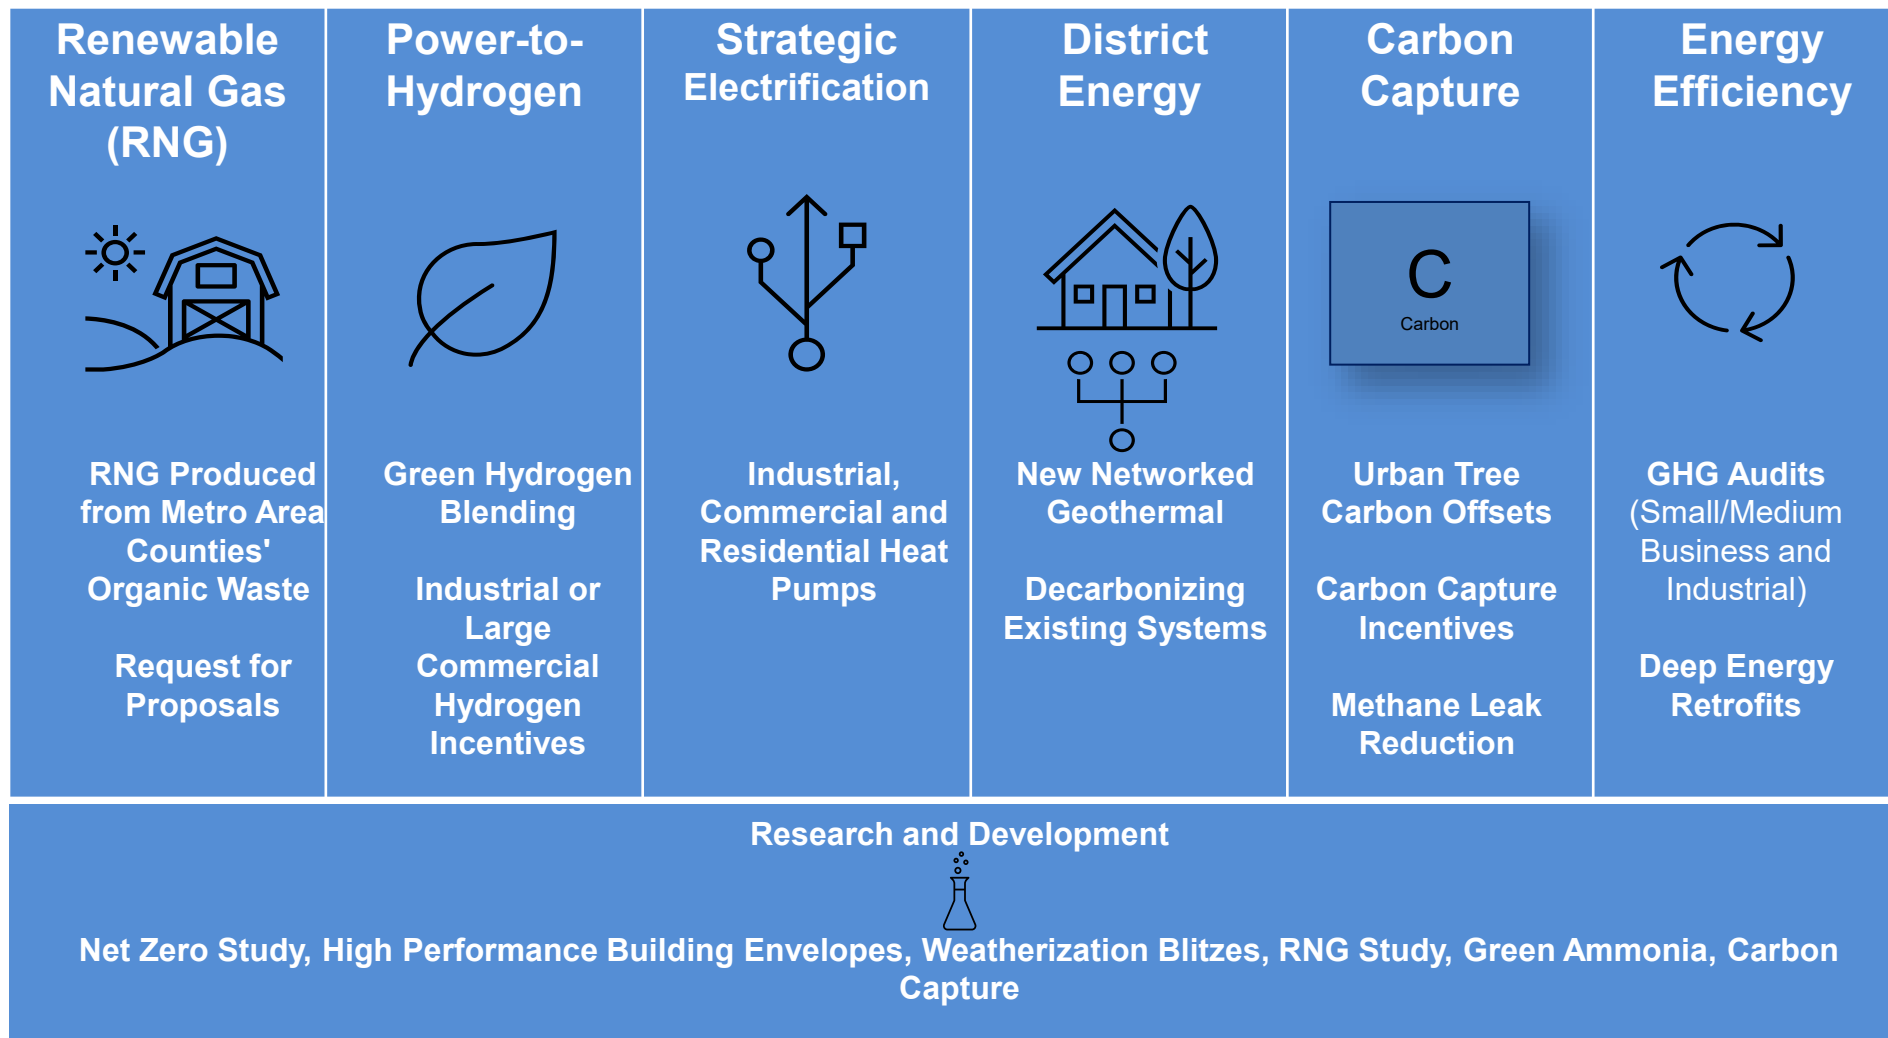 Renewable
Natural Gas
(RNG)
RNG Produced
from Metro Area
Counties'
Organic Waste
Request for
Proposals
Power-to-
Hydrogen
Green Hydrogen
Blending
Industrial or
Large
Commercial
Hydrogen
Incentives
Strategic
Electrification
Industrial,
Commercial and
Residential Heat
Pumps
District
Energy
New Networked
Geothermal
Decarbonizing
Existing Systems
Carbon
Capture
C
Carbon
Urban Tree
Carbon Offsets
Carbon Capture
Incentives
Methane Leak
Reduction
Energy
Efficiency
GHG Audits
(Small/Medium
Business and
Industrial)
Deep Energy
Retrofits
Research and Development
Net Zero Study, High Performance Building Envelopes, Weatherization Blitzes, RNG Study, Green Ammonia, Carbon
Capture